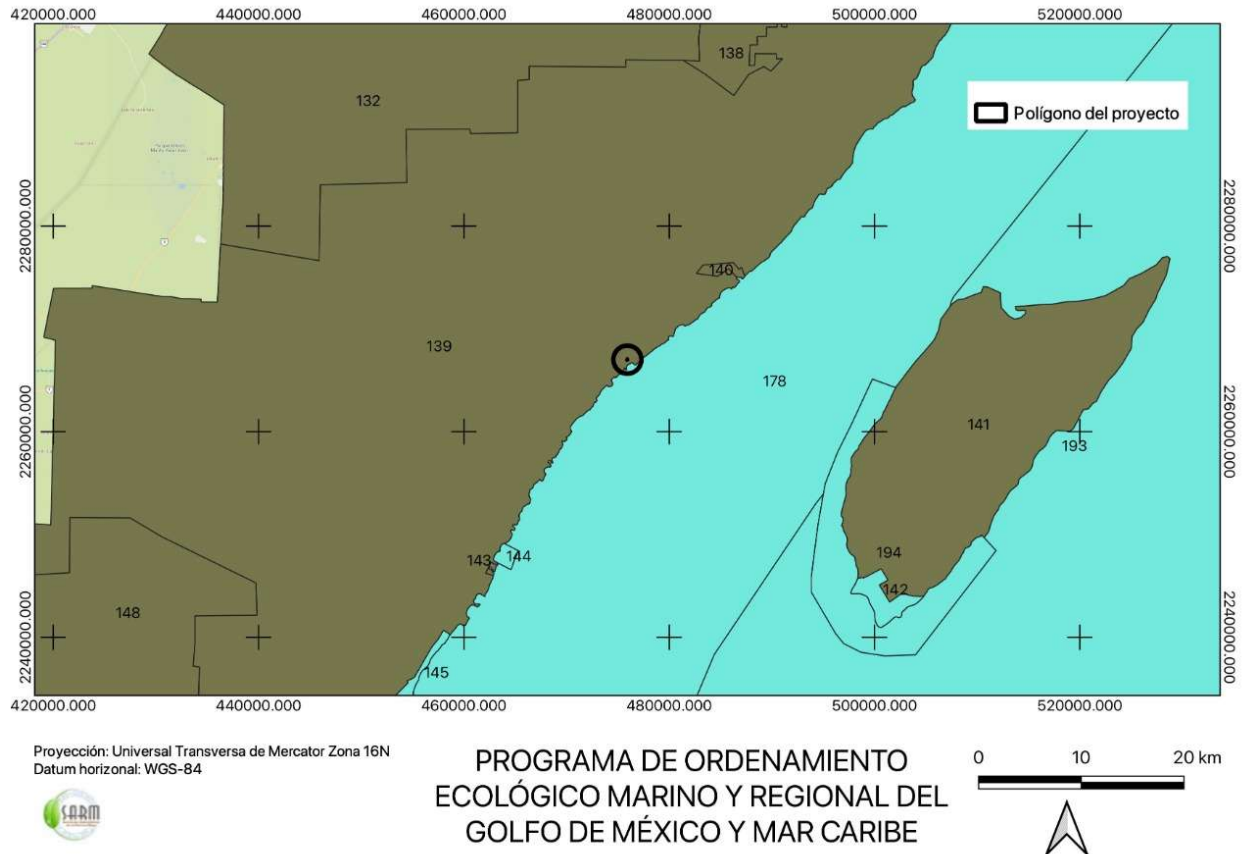 420000.000 440000.000 460000.000 480000.000 500000.000 520000.000
138
132
Polígono del proyecto
2280000.000 2280000.000
140
139
178
141
2260000.000 2260000.000
193
143 144
194
142
148
2240000.000 2240000.000
145
420000.000 440000.000 460000.000 480000.000 500000.000 520000.000
Proyección: Universal Transversa de Mercator Zona 16N
Datum horizonal: WGS-84
SARM
PROGRAMA DE ORDENAMIENTO
ECOLÓGICO MARINO Y REGIONAL DEL
GOLFO DE MÉXICO Y MAR CARIBE
0 10 20 km